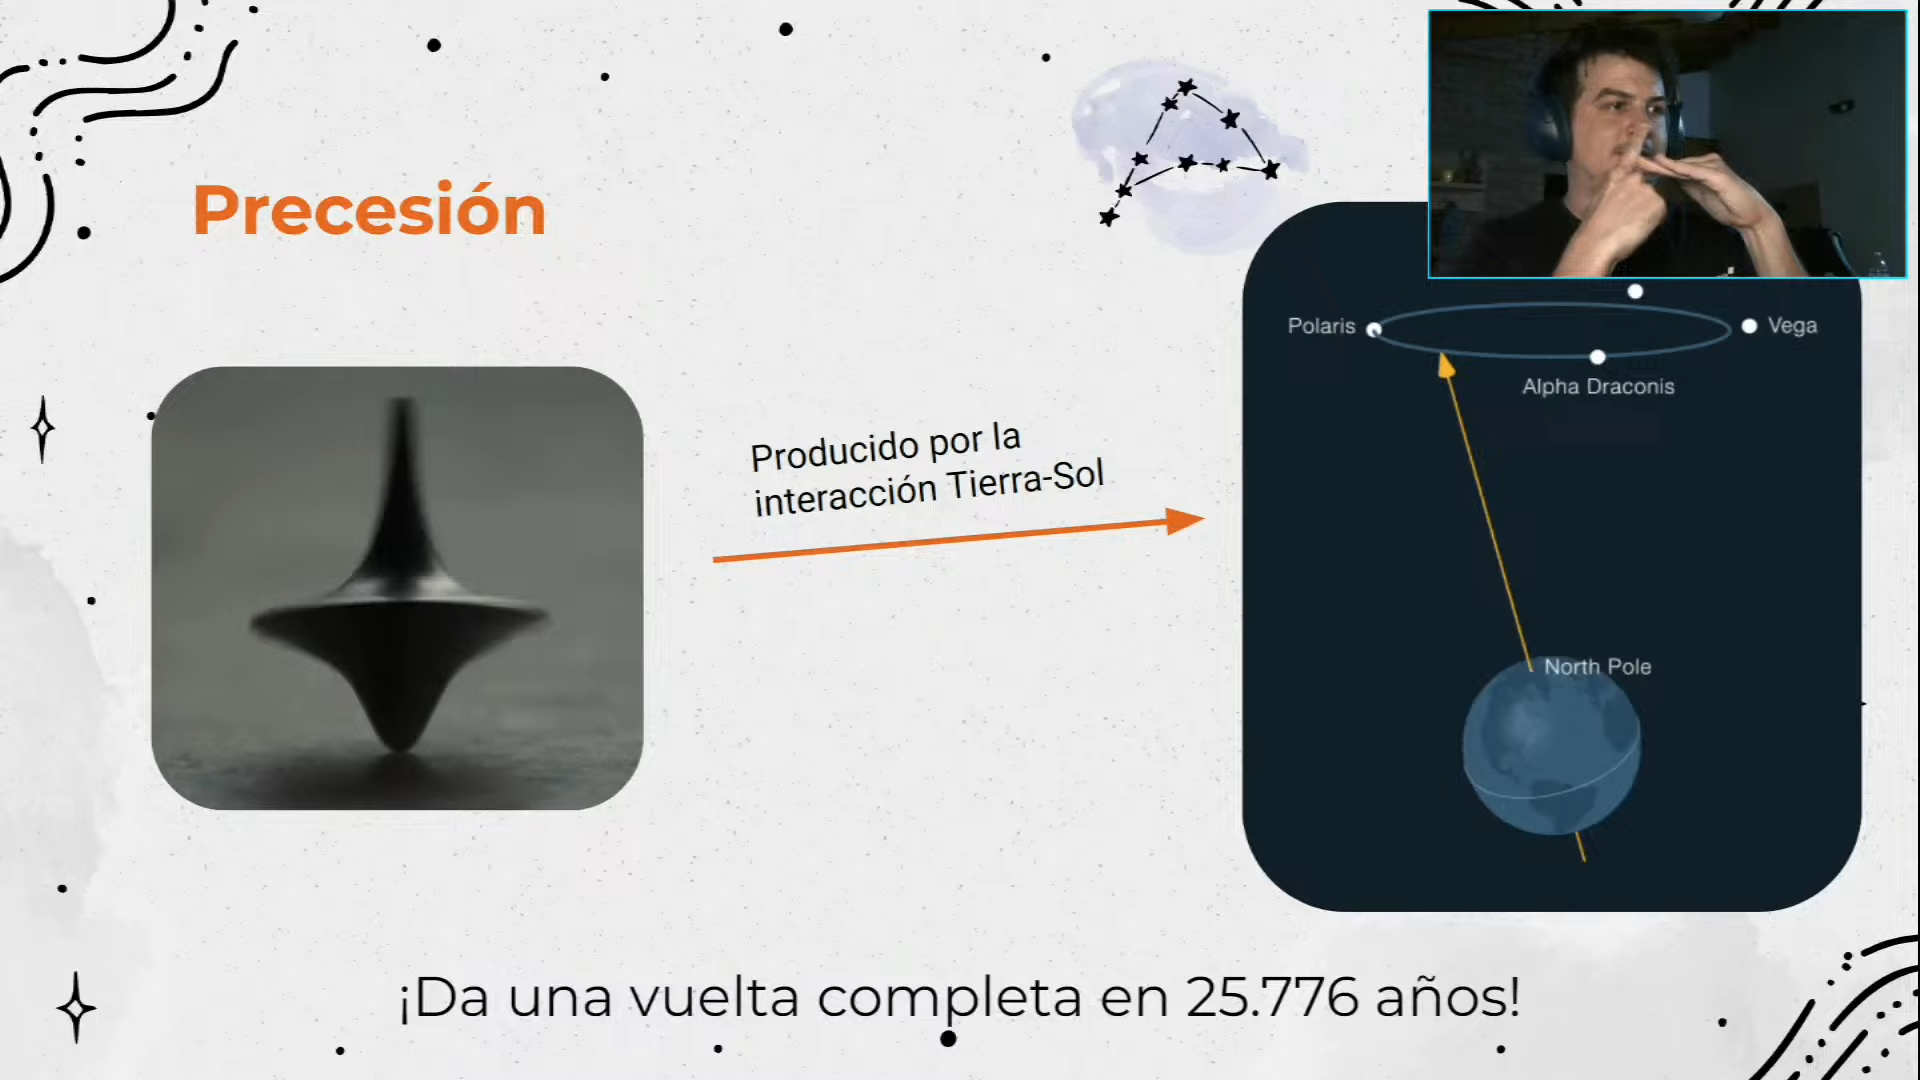 Precesión
Producido por la
interacción Tierra-Sol
Polaris
Vega
Alpha Draconis
North Pole
¡Da una vuelta completa en 25.776 años!